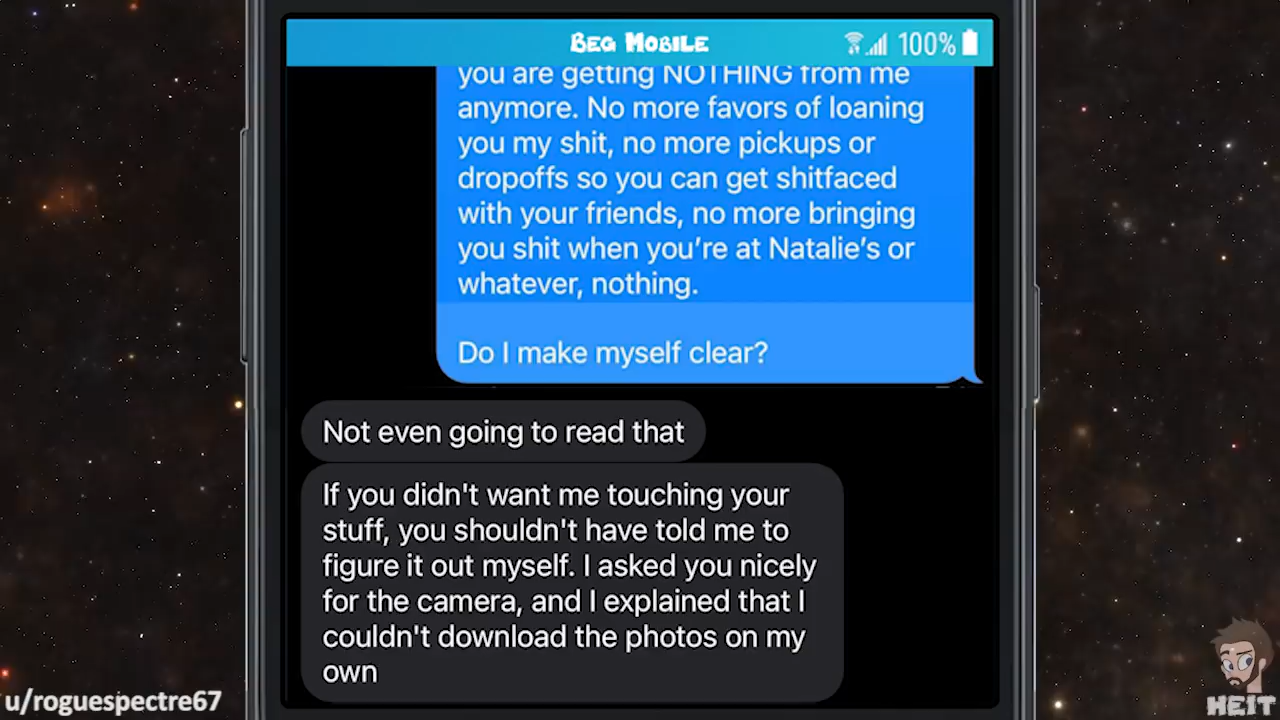 BEG MOBILE
100%
you are getting NOTHING from me
anymore. No more favors of loaning
you my shit, no more pickups or
dropoffs so you can get shitfaced
with your friends, no more bringing
you shit when you’re at Natalie’s or
whatever, nothing.
Do I make myself clear?
Not even going to read that
If you didn't want me touching your
stuff, you shouldn't have told me to
figure it out myself. I asked you nicely
for the camera, and I explained that I
couldn't download the photos on my
own
u/roguespectre67
HEIT